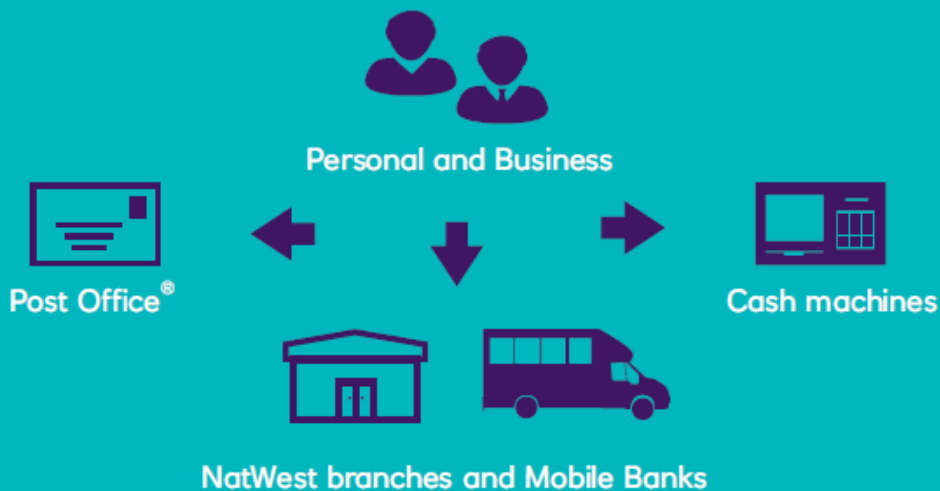 Personal and Business
Post Office®
Cash machines
NatWest branches and Mobile Banks